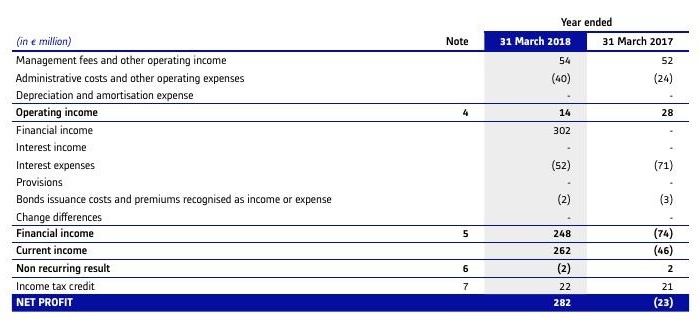 Year ended
(in € million) Note 31 March 2018 31 March 2017
Management fees and other operating income 54 52
Administrative costs and other operating expenses (40) (24)
Depreciation and amortisation expense - -
Operating income 4 14 28
Financial income 302 -
Interest income - -
Interest expenses (52) (71)
Provisions - -
Bonds issuance costs and premiums recognised as income or expense (2) (3)
Change differences - -
Financial income 5 248 (74)
Current income 262 (46)
Non recurring result 6 (2) 2
Income tax credit 7 22 21
NET PROFIT 282 (23)